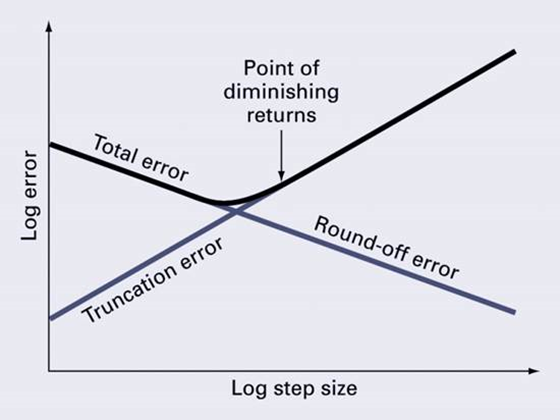 Point of
diminishing
returns
Total error
Log error
Truncation error
Round-off error
Log step size